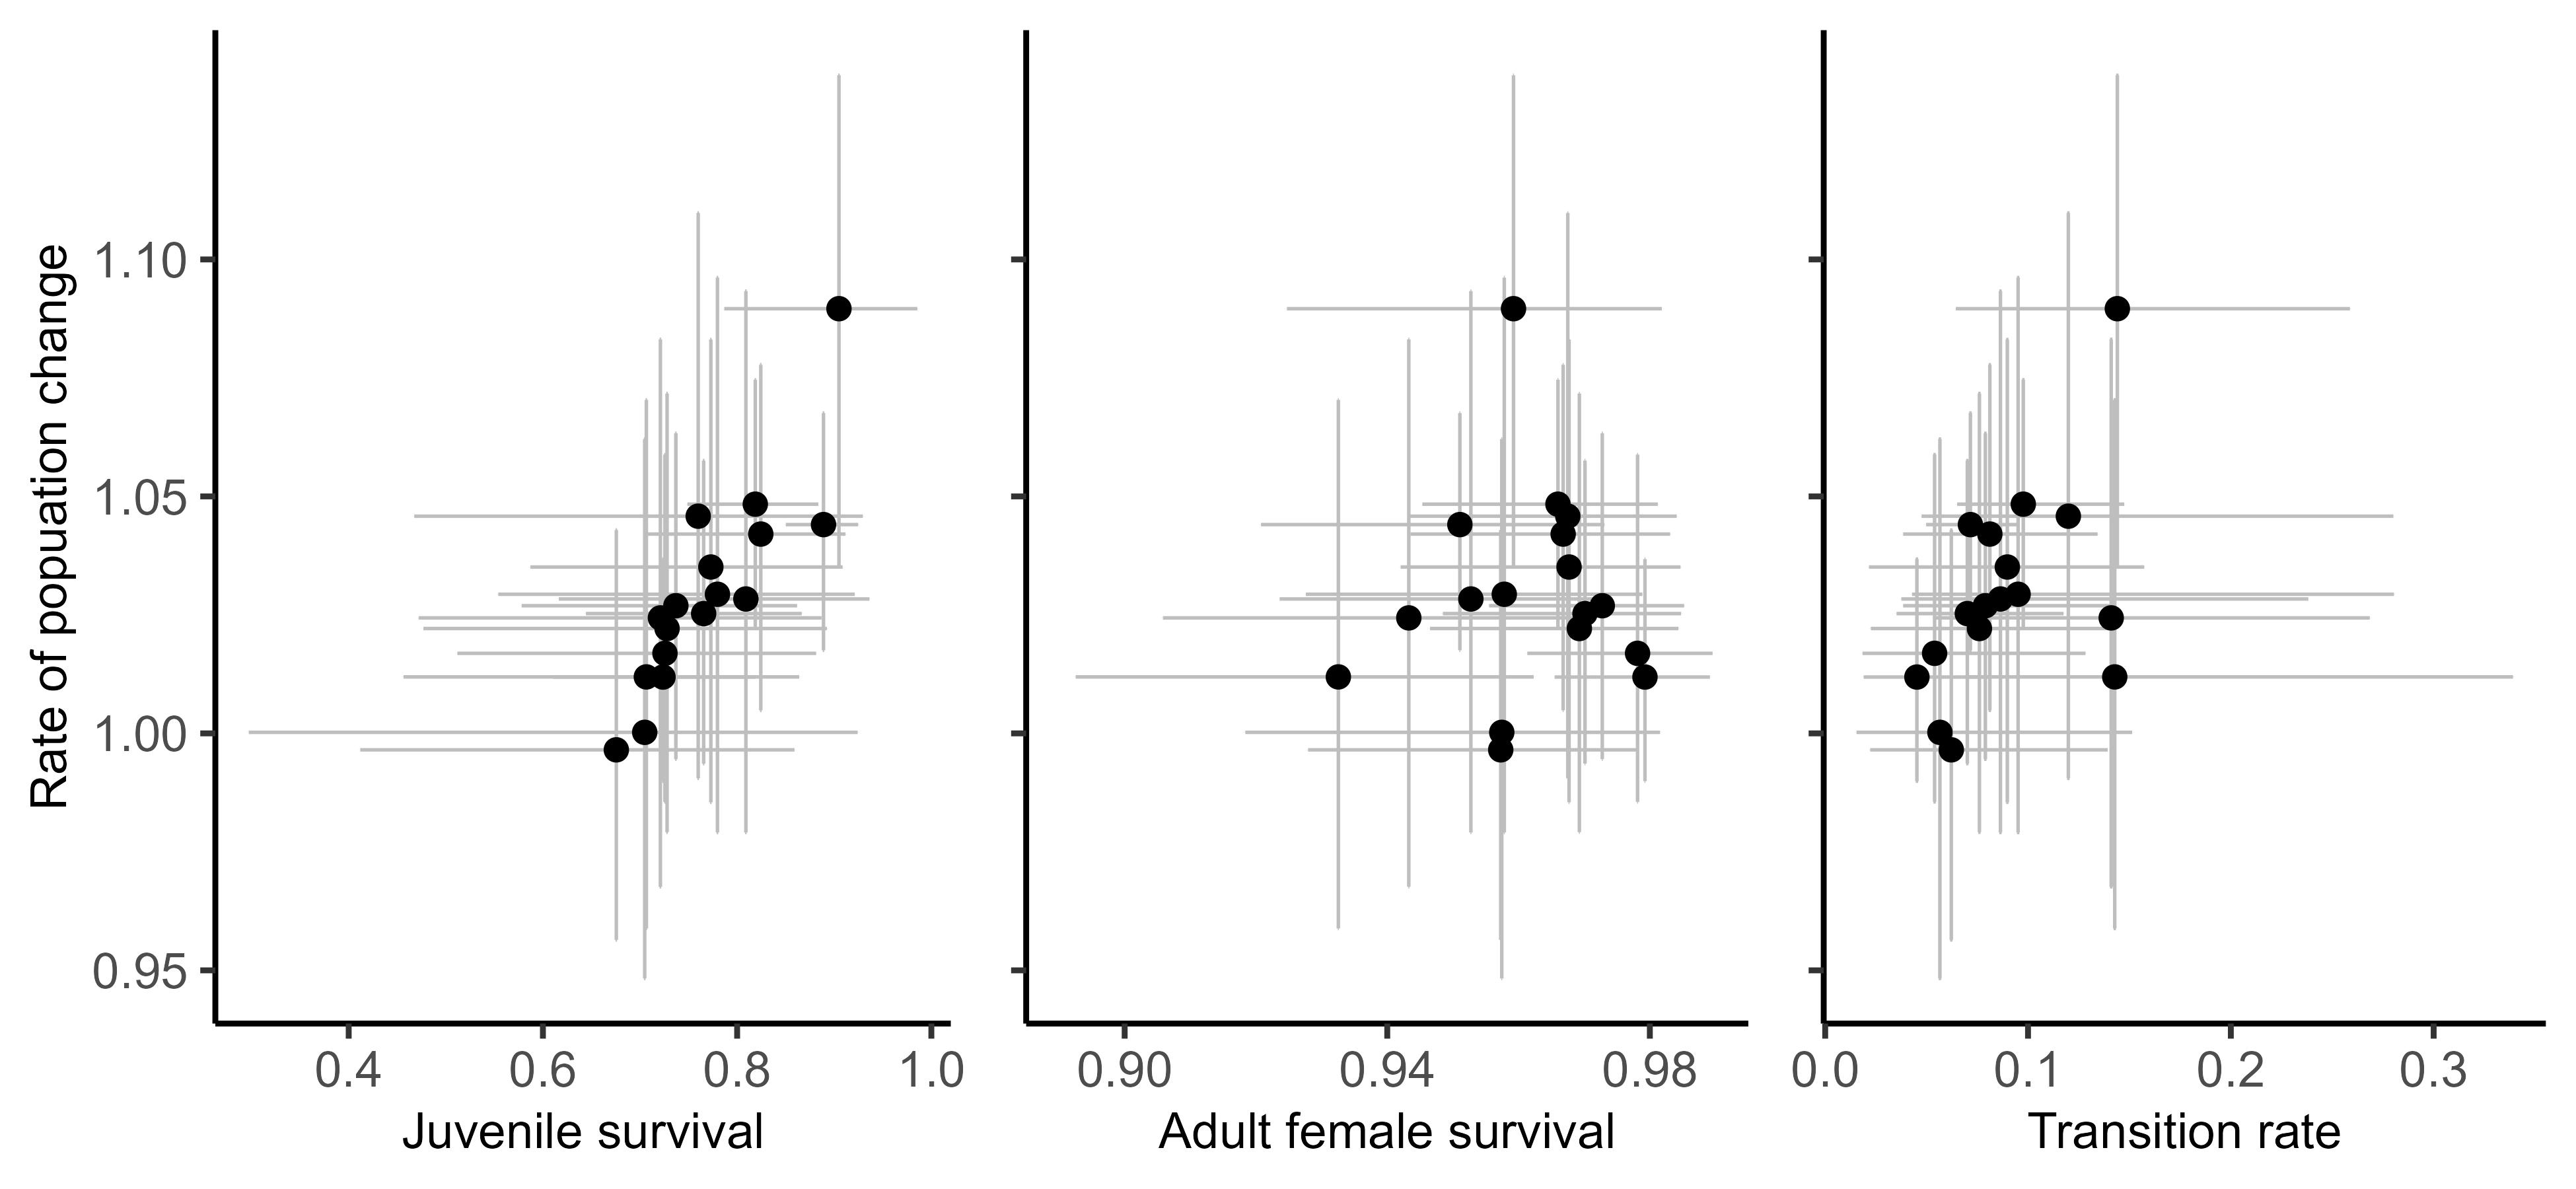 Rate of popuation change
1.10
1.05
1.00
0.95
0.4 0.6 0.8 1.0
Juvenile survival
0.90 0.94 0.98
Adult female survival
0.0 0.1 0.2 0.3
Transition rate